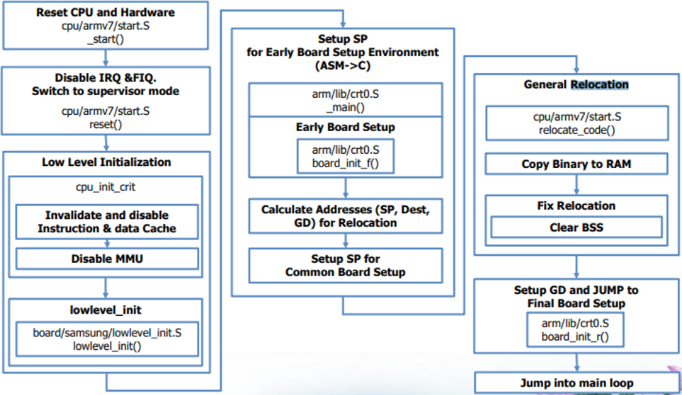 Reset CPU and Hardware
cpu/armv7/start.S
_start()
Disable IRQ &FIQ.
Switch to supervisor mode
cpu/armv7/start.S
reset()
Low Level Initialization
cpu_init_crit
Invalidate and disable
Instruction & data Cache
Disable MMU
lowlevel_init
board/samsung/lowlevel_init.S
lowlevel_init()
Setup SP
for Early Board Setup Environment
(ASM->C)
arm/lib/crt0.S
_main()
Early Board Setup
arm/lib/crt0.S
board_init_f()
Calculate Addresses (SP, Dest,
GD) for Relocation
Setup SP for
Common Board Setup
General Relocation
cpu/armv7/start.S
relocate_code()
Copy Binary to RAM
Fix Relocation
Clear BSS
Setup GD and JUMP to
Final Board Setup
arm/lib/crt0.S
board_init_r()
Jump into main loop